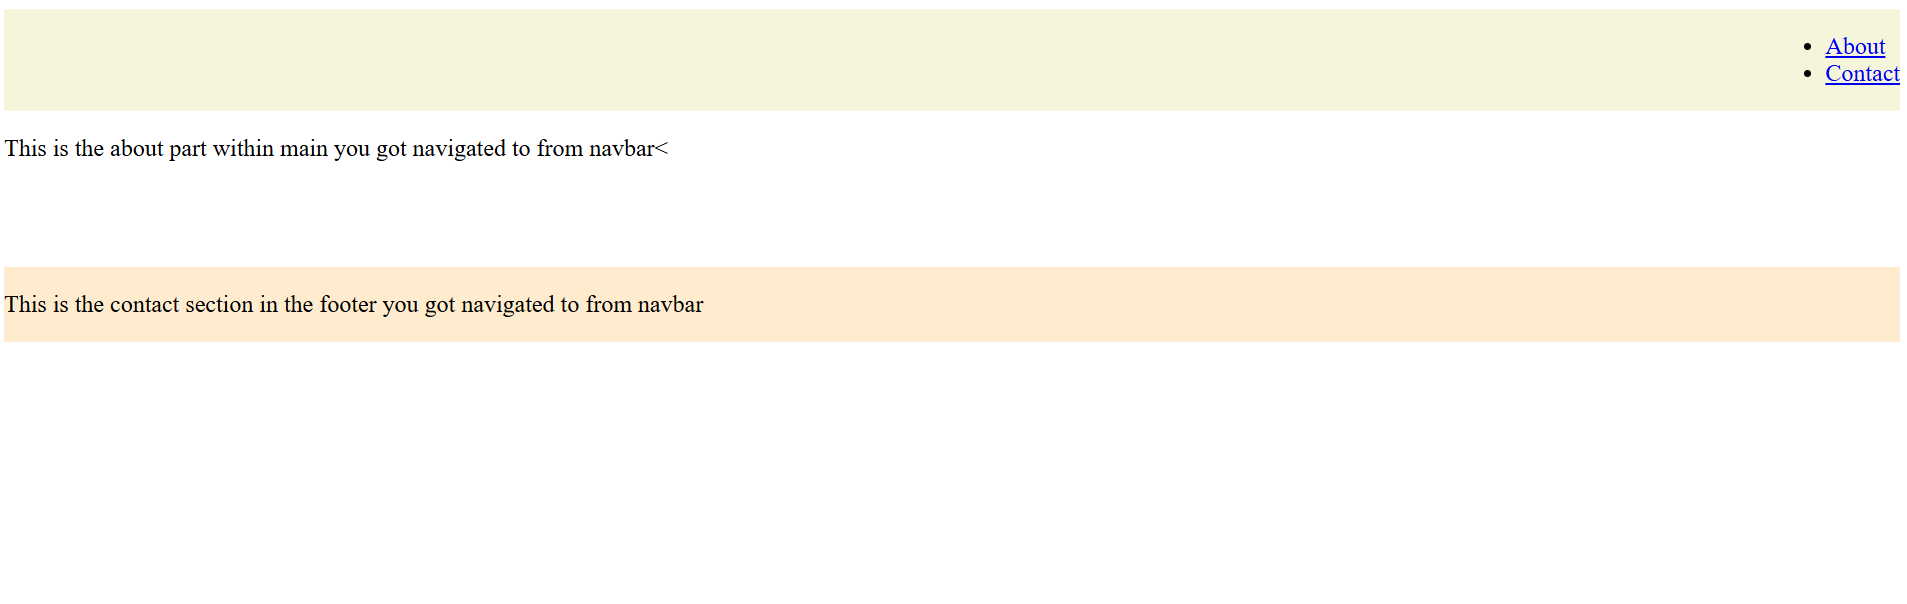 About
Contact
This is the about part within main you got navigated to from navbar<
This is the contact section in the footer you got navigated to from navbar